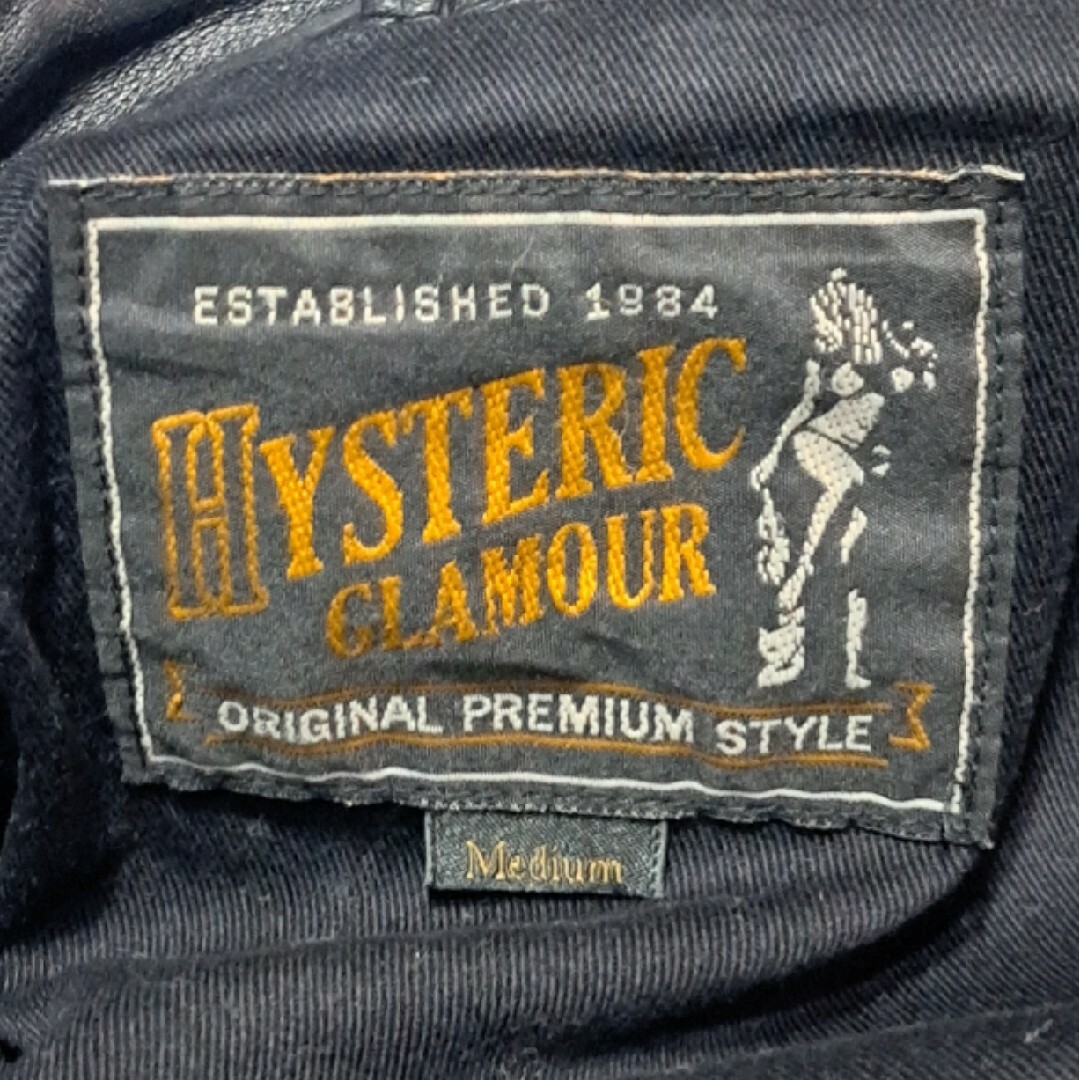 ESTABLISHED 1984
HYSTERIC
GLAMOUR
ORIGINAL PREMIUM STYLE
Medium